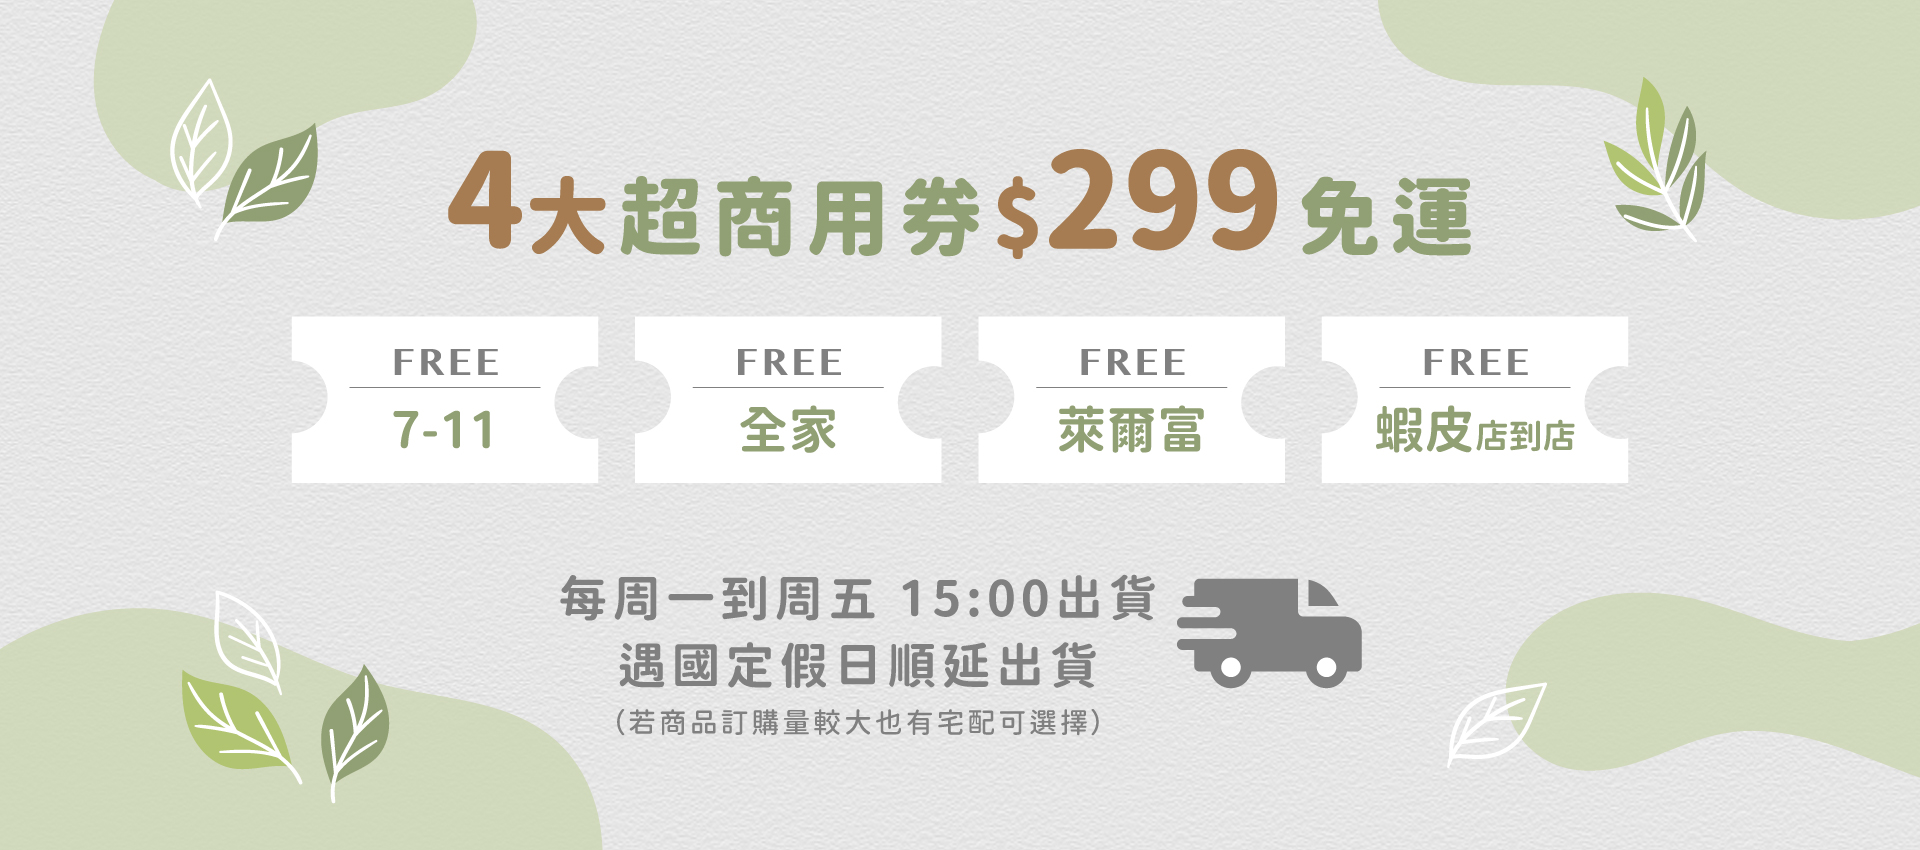 4大超商用券$299免運
FREE
7-11
FREE
全家
FREE
萊爾富
FREE
蝦皮店到店
每周一到周五 15:00出貨
遇國定假日順延出貨
(若商品訂購量較大也有宅配可選擇)